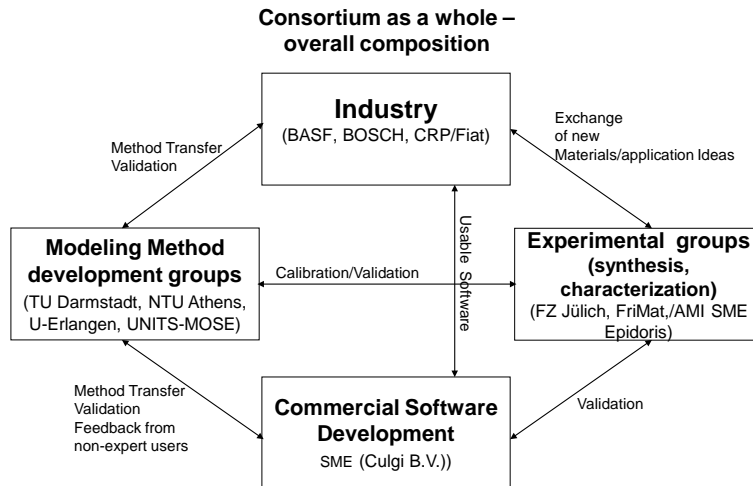 Consortium as a whole –
overall composition
Industry
(BASF, BOSCH, CRP/Fiat)
Method Transfer
Validation
Exchange
of new
Materials/application Ideas
Usable Software
Modeling Method
development groups
(TU Darmstadt, NTU Athens,
U-Erlangen, UNITS-MOSE)
Calibration/Validation
Experimental groups
(synthesis,
characterization)
(FZ Jülich, FriMat,/AMI SME
Epidoris)
Method Transfer
Validation
Feedback from
non-expert users
Commercial Software
Development
SME (Culgi B.V.))
Validation